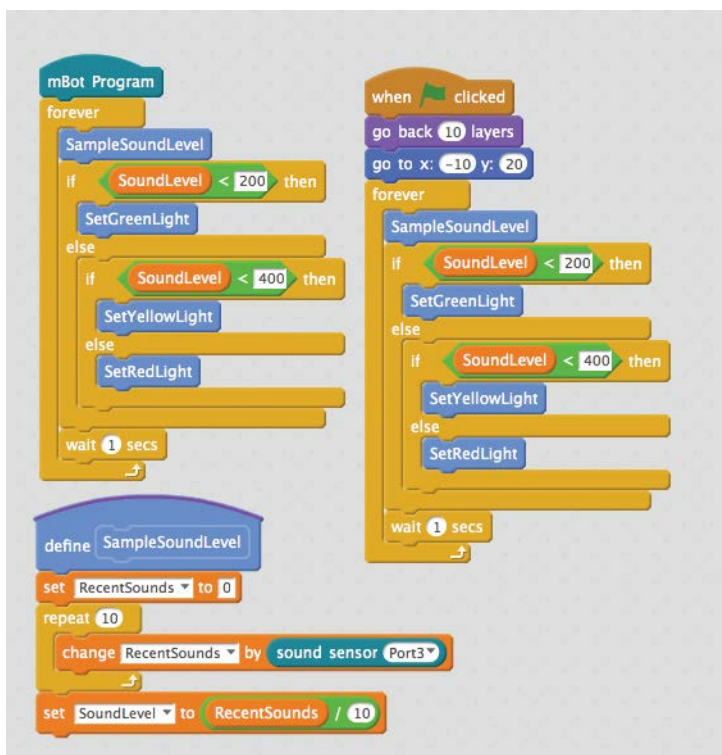 mBot Program
forever
SampleSoundLevel
if SoundLevel < 200 then
SetGreenLight
else
if SoundLevel < 400 then
SetYellowLight
else
SetRedLight
wait 1 secs
define SampleSoundLevel
set RecentSounds to 0
repeat 10
change RecentSounds by sound sensor Port3
set SoundLevel to RecentSounds / 10
when clicked
go back 10 layers
go to x: -10 y: 20
forever
SampleSoundLevel
if SoundLevel < 200 then
SetGreenLight
else
if SoundLevel < 400 then
SetYellowLight
else
SetRedLight
wait 1 secs